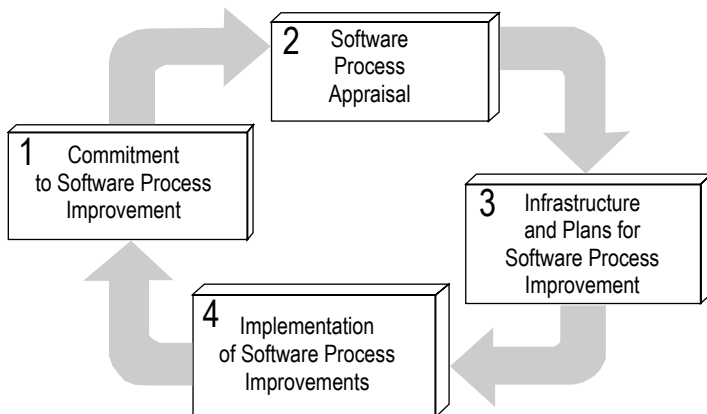 1
Commitment
to Software Process
Improvement
2
Software
Process
Appraisal
3
Infrastructure
and Plans for
Software Process
Improvement
4
Implementation
of Software Process
Improvements